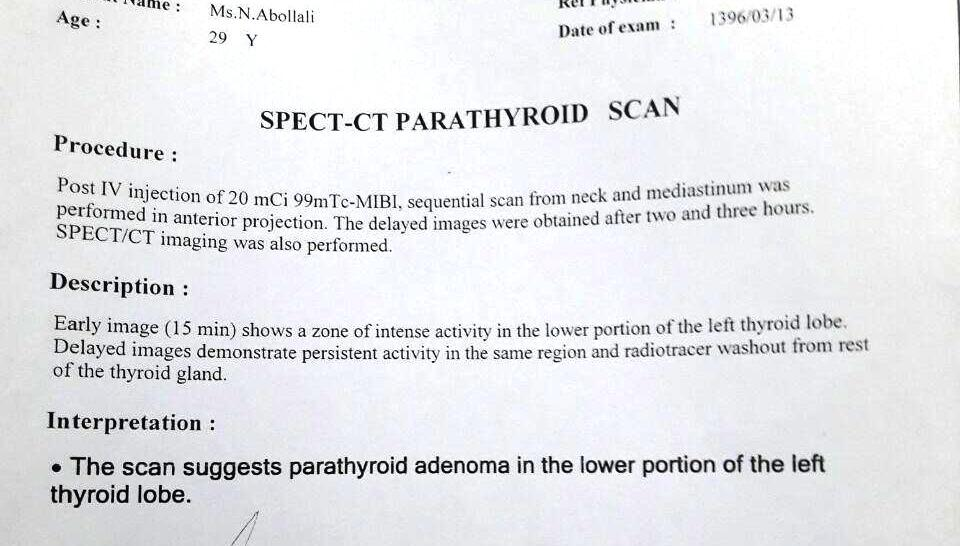 Name :
Ms.N.Abollali
Age :
29 Y
Date of exam :
1396/03/13
SPECT-CT PARATHYROID SCAN
Procedure :
Post IV injection of 20 mCi 99mTc-MIBI, sequential scan from neck and mediastinum was
performed in anterior projection. The delayed images were obtained after two and three hours.
SPECT/CT imaging was also performed.
Description :
Early image (15 min) shows a zone of intense activity in the lower portion of the left thyroid lobe.
Delayed images demonstrate persistent activity in the same region and radiotracer washout from rest
of the thyroid gland.
Interpretation :
• The scan suggests parathyroid adenoma in the lower portion of the left
thyroid lobe.